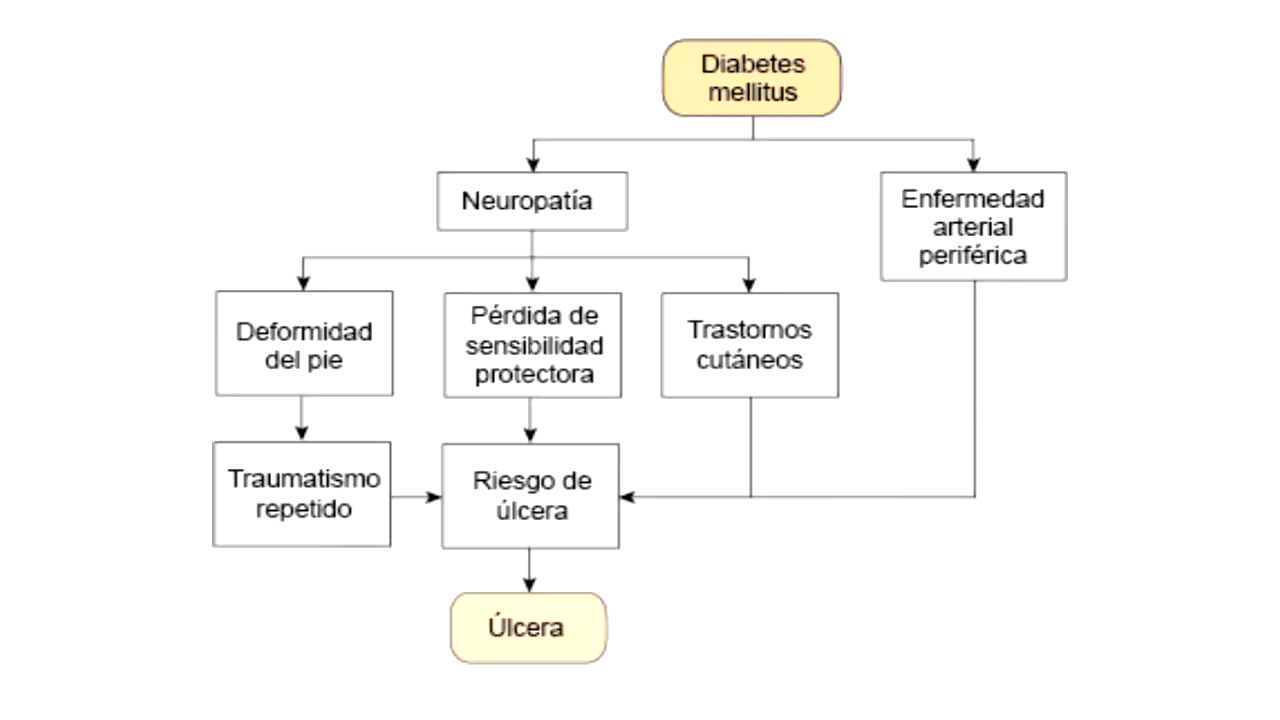 Diabetes
mellitus
Neuropatía
Enfermedad
arterial
periférica
Deformidad
del pie
Pérdida de
sensibilidad
protectora
Trastornos
cutáneos
Traumatismo
repetido
Riesgo de
úlcera
Úlcera